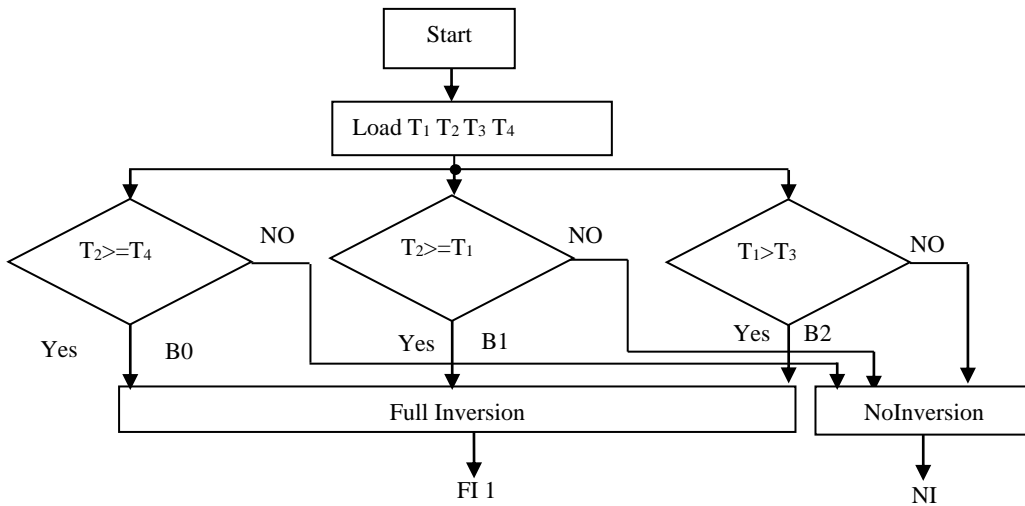 Start
Load T₁ T₂ T₃ T₄
T₂>=T₄
NO
T₂>=T₁
NO
T₁>T₃
NO
Yes
B0
Yes
B1
Yes
B2
Full Inversion
NoInversion
FI 1
NI